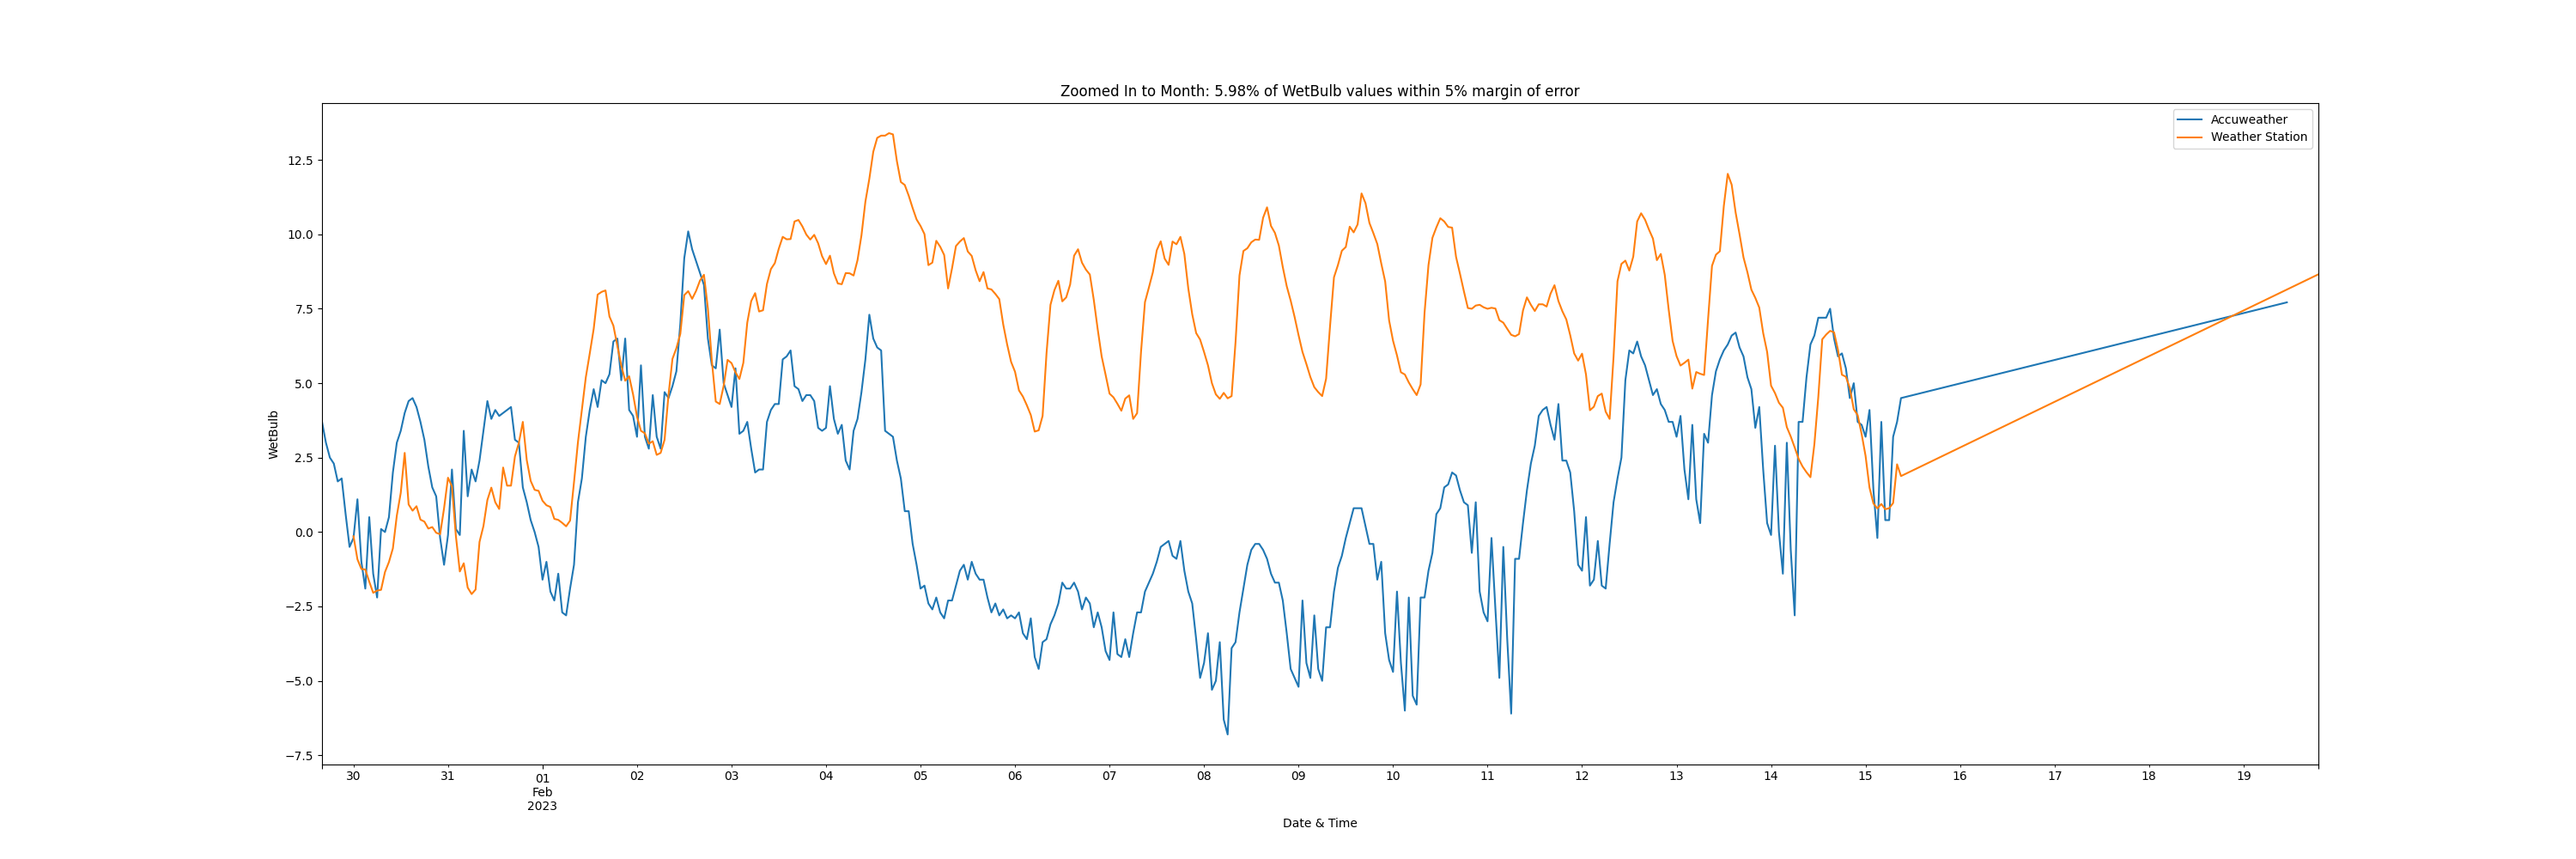 Zoomed In to Month: 5.98% of WetBulb values within 5% margin of error
Accuweather
Weather Station
12.5
10.0
7.5
5.0
2.5
0.0
−2.5
−5.0
−7.5
WetBulb
30 31 01 02 03 04 05 06 07 08 09 10 11 12 13 14 15 16 17 18 19
Feb
2023
Date & Time